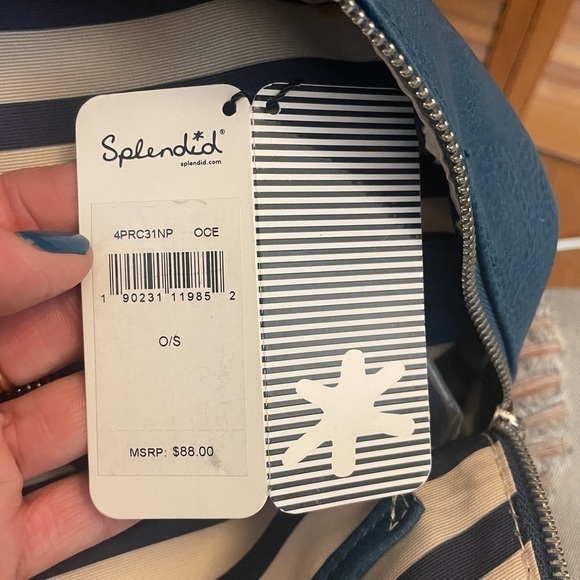 Splendid®
splendid.com
4PRC31NP OCE
1 90231 11985 2
O/S
MSRP: $88.00